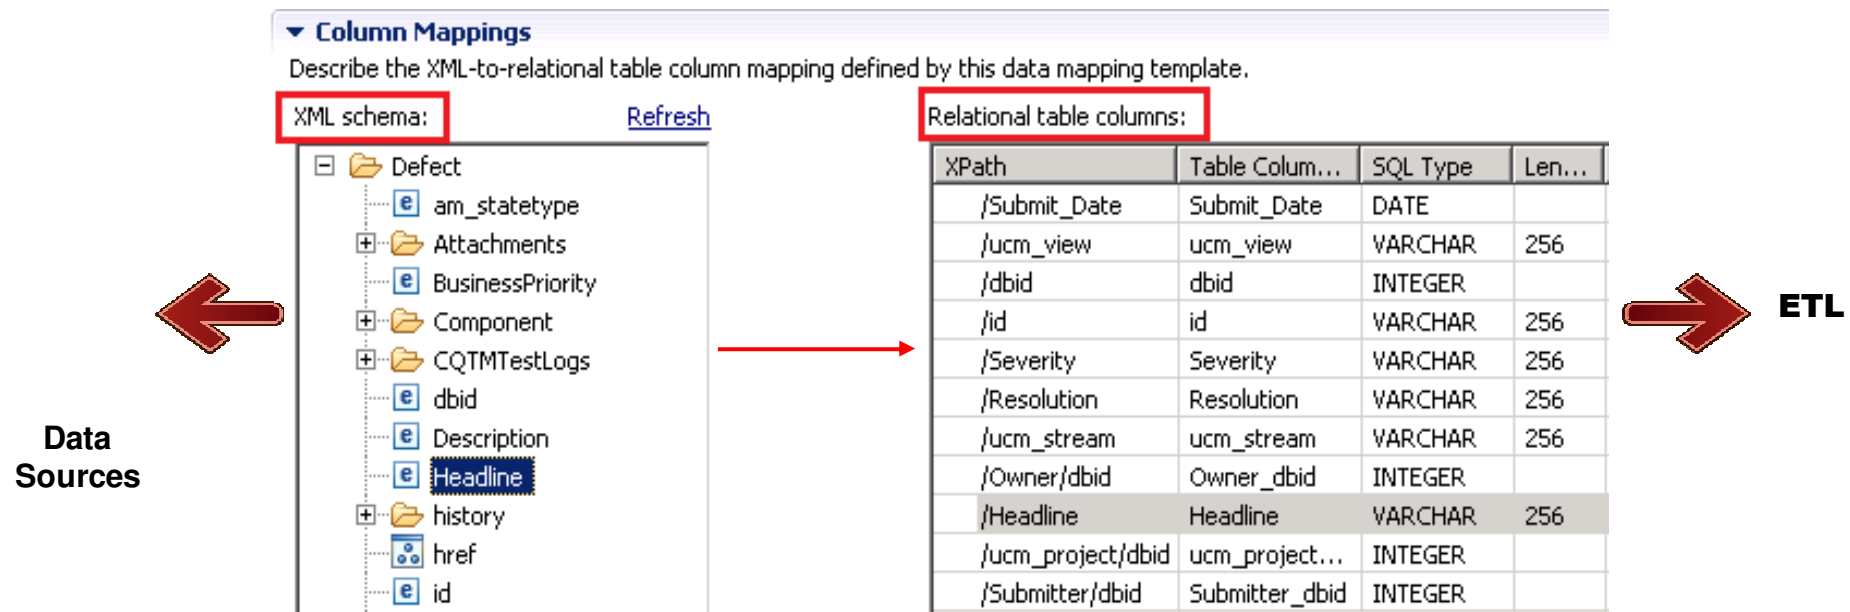 Column Mappings
Describe the XML-to-relational table column mapping defined by this data mapping template.
XML schema:
Refresh
Defect
am_statetype
Attachments
BusinessPriority
Component
CQTMTestLogs
dbid
Description
Headline
history
href
id
Relational table columns:
XPath Table Colum... SQL Type Len...
/Submit_Date Submit_Date DATE
/ucm_view ucm_view VARCHAR 256
/dbid dbid INTEGER
/id id VARCHAR 256
/Severity Severity VARCHAR 256
/Resolution Resolution VARCHAR 256
/ucm_stream ucm_stream VARCHAR 256
/Owner/dbid Owner_dbid INTEGER
/Headline Headline VARCHAR 256
/ucm_project/dbid ucm_project... INTEGER
/Submitter/dbid Submitter_dbid INTEGER
Data
Sources
ETL